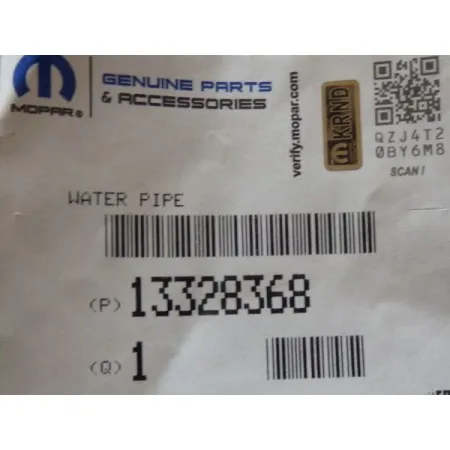 MOPAR®
GENUINE PARTS
& ACCESSORIES
verify.mopar.com
KRND
QZJ4T2
0BY6M8
SCAN!
WATER PIPE
(P) 13328368
(Q) 1